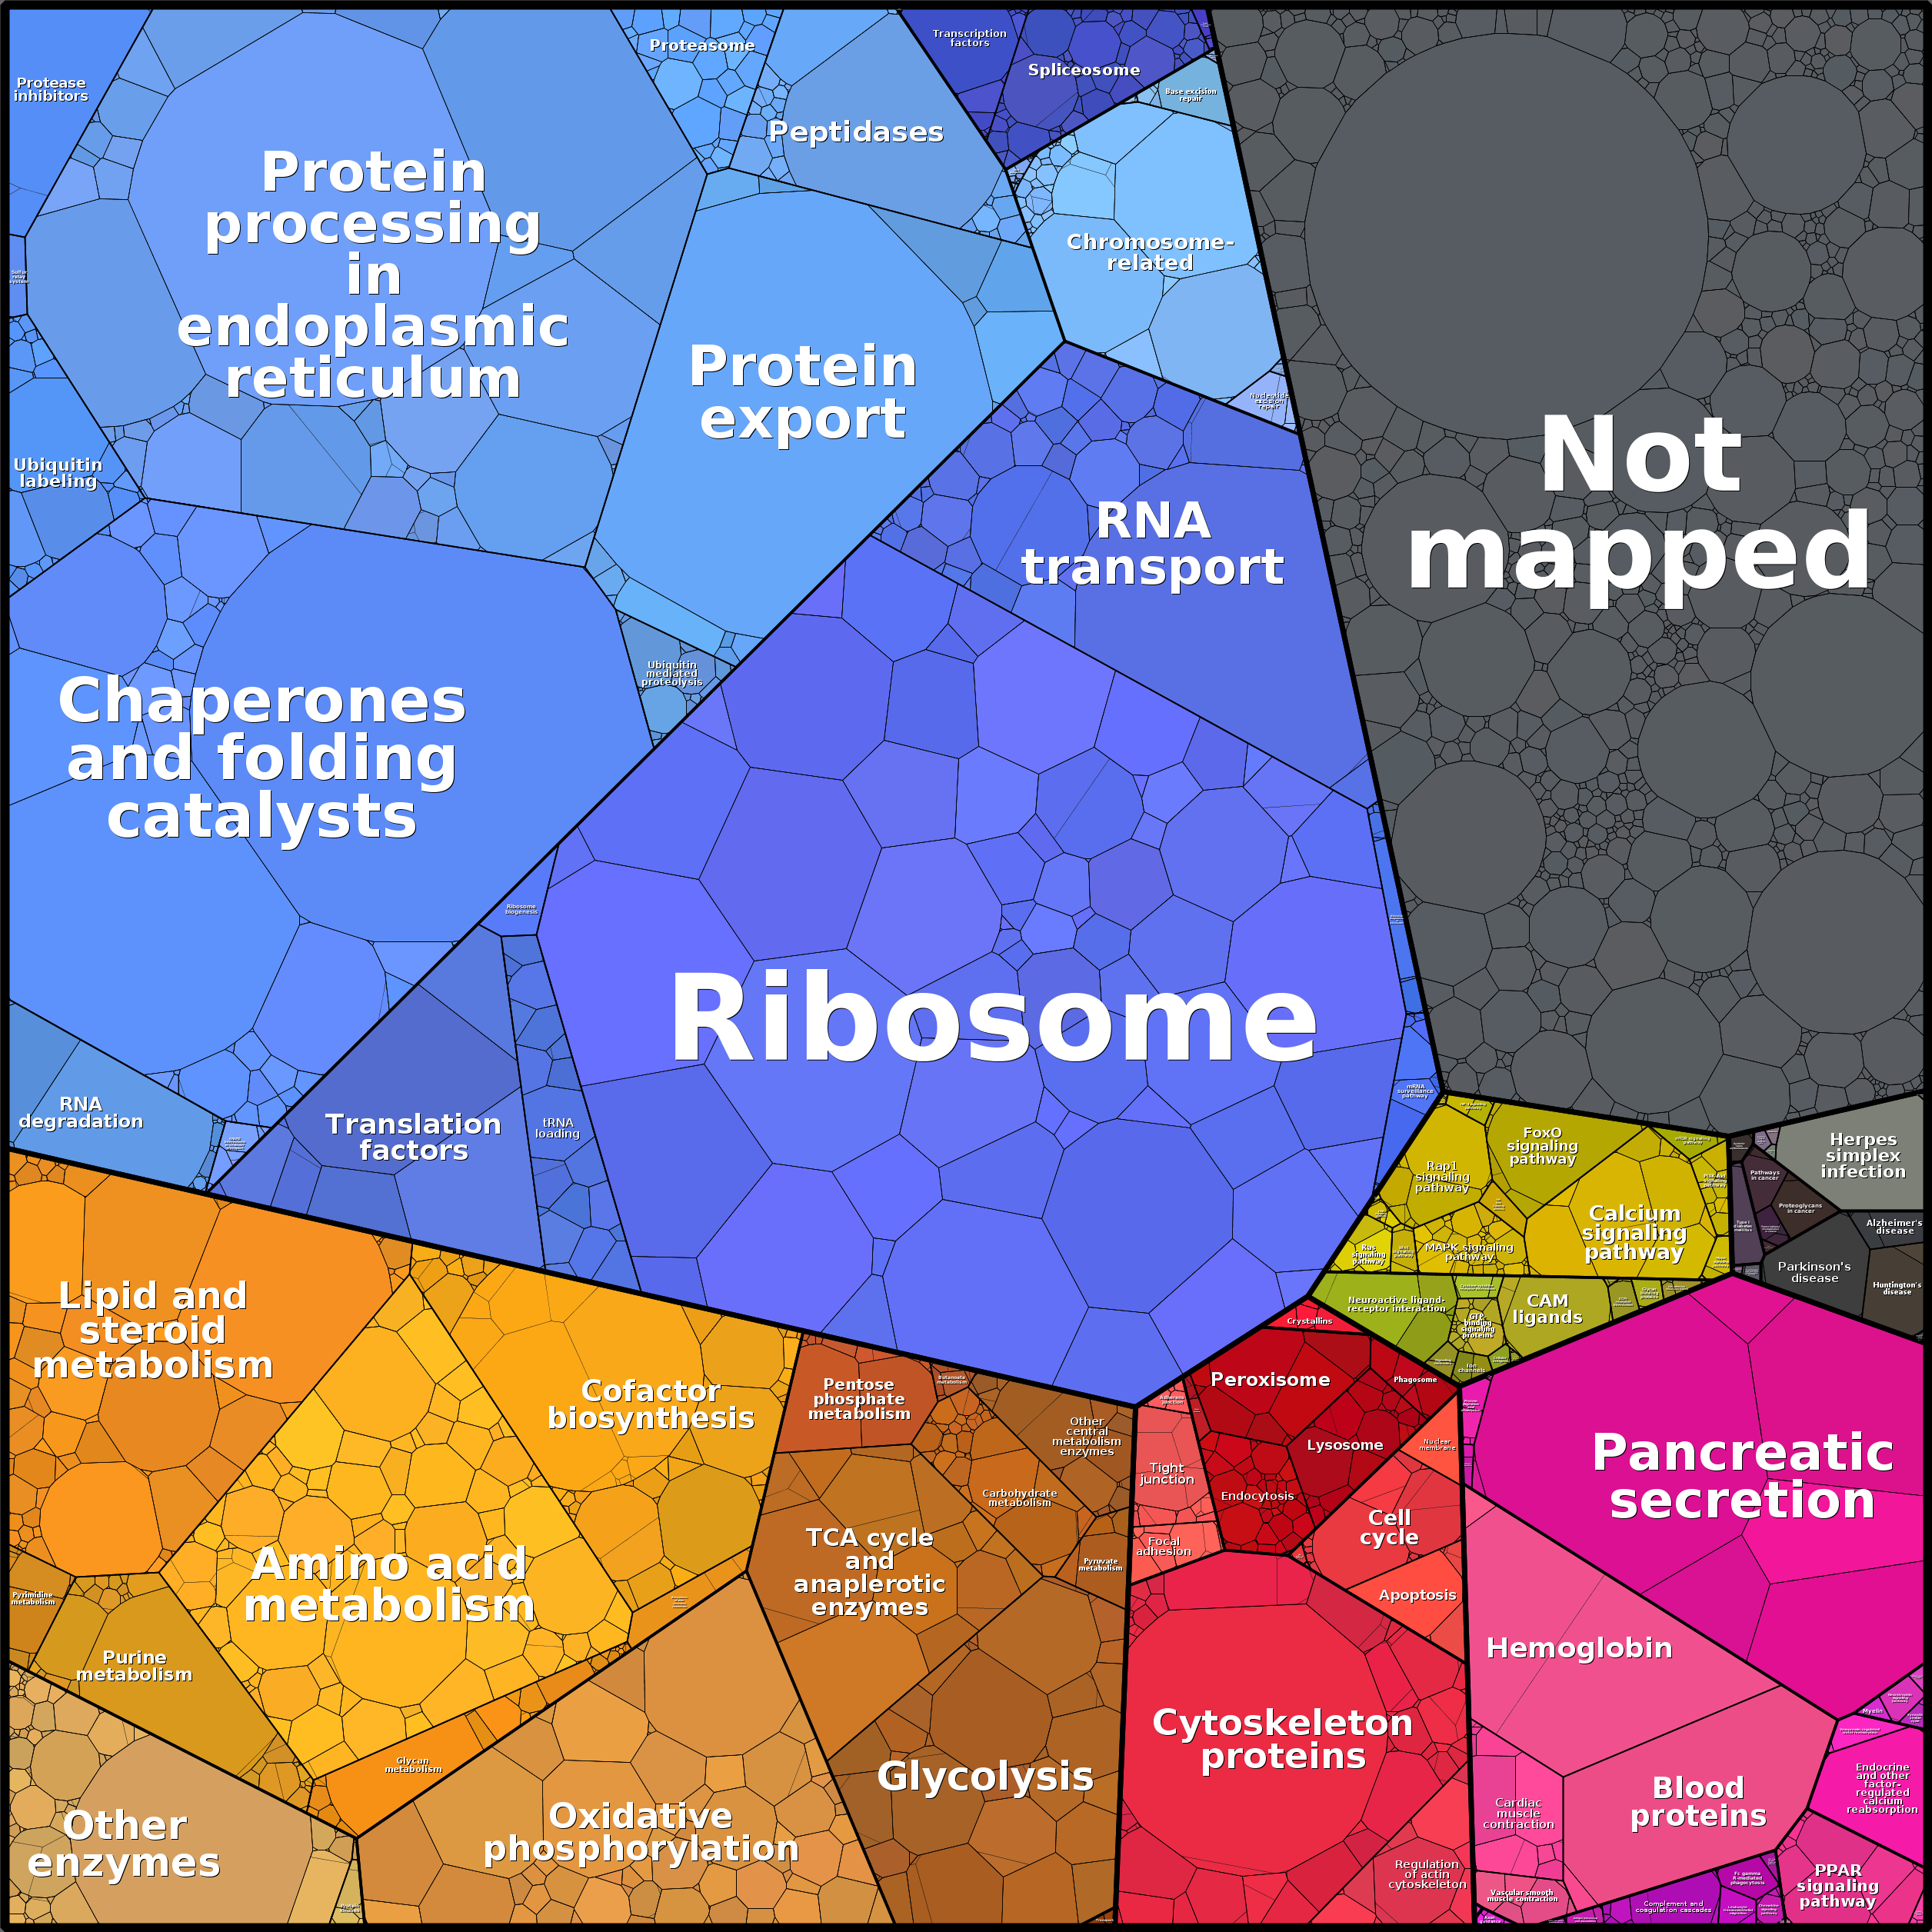 Protease
inhibitors
Proteasome
Transcription
factors
Spliceosome
Peptidases
Base excision
repair
Protein
processing
in
endoplasmic
reticulum
Chromosome-
related
Protein
export
Nucleotide
excision
repair
Not
mapped
Ubiquitin
labeling
RNA
transport
Ubiquitin
mediated
proteolysis
Chaperones
and folding
catalysts
Ribosome
biogenesis
Ribosome
RNA
degradation
Translation
factors
tRNA
loading
mRNA
surveillance
pathway
FoxO
signaling
pathway
Rap1
signaling
pathway
Calcium
signaling
pathway
MAPK signaling
pathway
Ras
signaling
pathway
Herpes
simplex
infection
Pathways
in cancer
Proteoglycans
in cancer
Alzheimer's
disease
Parkinson's
disease
Huntington's
disease
Neuroactive ligand-
receptor interaction
CAM
ligands
GTP
binding
signaling
proteins
Ion
channels
Crystallins
Lipid and
steroid
metabolism
Cofactor
biosynthesis
Pentose
phosphate
metabolism
Butanoate
metabolism
Other
central
metabolism
enzymes
Peroxisome
Phagosome
Lysosome
Nuclear
membrane
Tight
junction
Endocytosis
Carbohydrate
metabolism
Pancreatic
secretion
Cell
cycle
Focal
adhesion
TCA cycle
and
anaplerotic
enzymes
Pyruvate
metabolism
Amino acid
metabolism
Apoptosis
Pyrimidine
metabolism
Purine
metabolism
Hemoglobin
Cytoskeleton
proteins
Myelin
Glycan
metabolism
Glycolysis
Blood
proteins
Endocrine
and other
factor-
regulated
calcium
reabsorption
Cardiac
muscle
contraction
Other
enzymes
Oxidative
phosphorylation
Regulation
of actin
cytoskeleton
Vascular smooth
muscle contraction
Fc gamma
R-mediated
phagocytosis
Complement and
coagulation cascades
PPAR
signaling
pathway